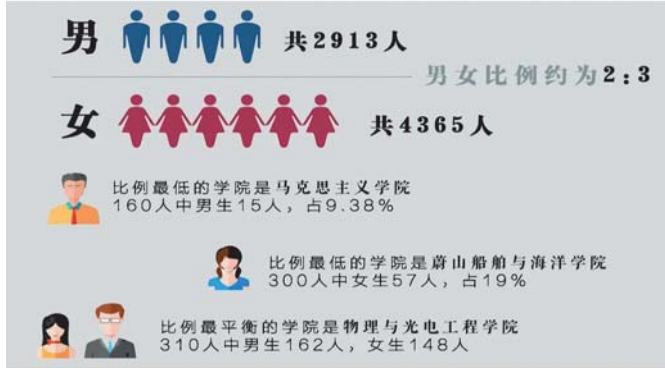 男 共2913人
男女比例约为2:3
女 共4365人
比例最低的学院是马克思主义学院
160人中男生15人，占9.38%
比例最低的学院是蔚山船舶与海洋学院
300人中女生57人，占19%
比例最平衡的学院是物理与光电工程学院
310人中男生162人，女生148人